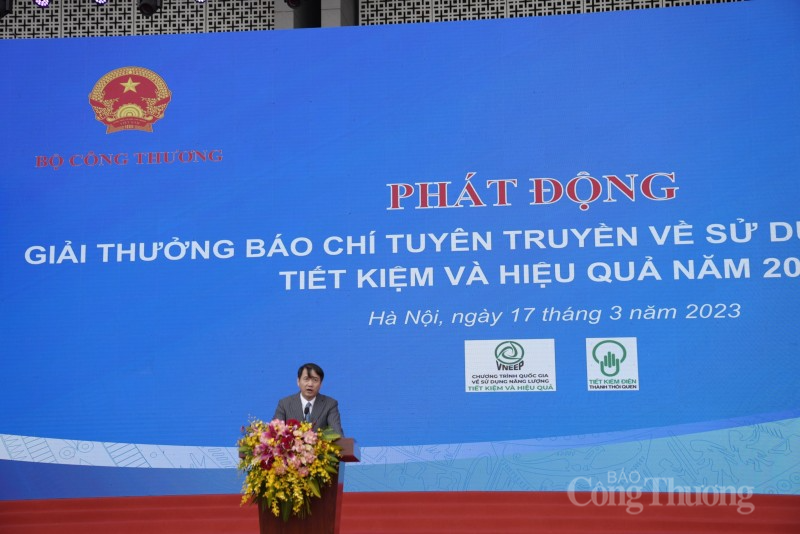 BỘ CÔNG THƯƠNG
PHÁT ĐỘNG
GIẢI THƯỞNG BÁO CHÍ TUYÊN TRUYỀN VỀ SỬ DỤ
TIẾT KIỆM VÀ HIỆU QUẢ NĂM 20
Hà Nội, ngày 17 tháng 3 năm 2023
VNEEP
CHƯƠNG TRÌNH QUỐC GIA
VỀ SỬ DỤNG NĂNG LƯỢNG
TIẾT KIỆM VÀ HIỆU QUẢ
TIẾT KIỆM ĐIỆN
THÀNH THÓI QUEN
BÁO
Công Thương